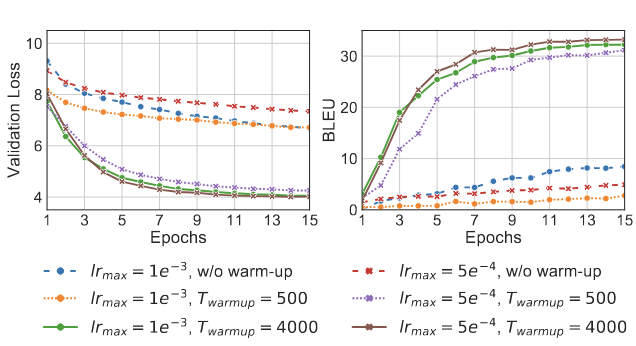 10
8
6
4
Validation Loss
1 3 5 7 9 11 13 15
Epochs
30
20
10
0
BLEU
1 3 5 7 9 11 13 15
Epochs
lr_max = 1e^{-3}, w/o warm-up
lr_max = 1e^{-3}, T_warmup = 500
lr_max = 1e^{-3}, T_warmup = 4000
lr_max = 5e^{-4}, w/o warm-up
lr_max = 5e^{-4}, T_warmup = 500
lr_max = 5e^{-4}, T_warmup = 4000